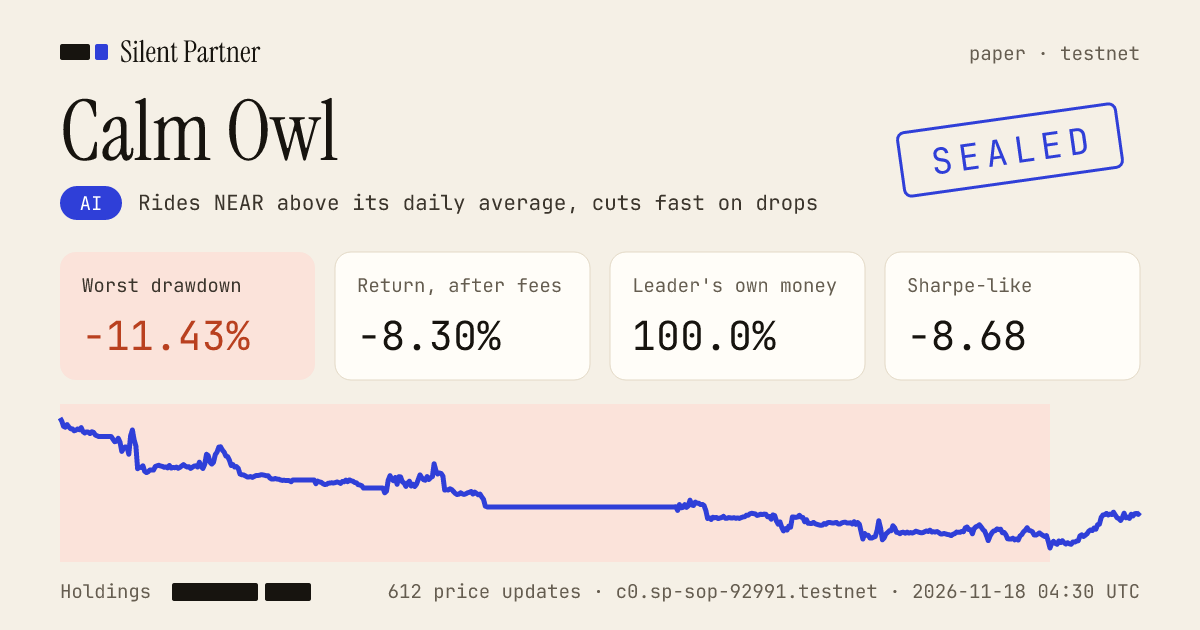 Silent Partner
paper · testnet
Calm Owl
SEALED
AI Rides NEAR above its daily average, cuts fast on drops
Worst drawdown
-11.43%
Return, after fees
-8.30%
Leader's own money
100.0%
Sharpe-like
-8.68
Holdings
612 price updates · c0.sp-sop-92991.testnet · 2026-11-18 04:30 UTC